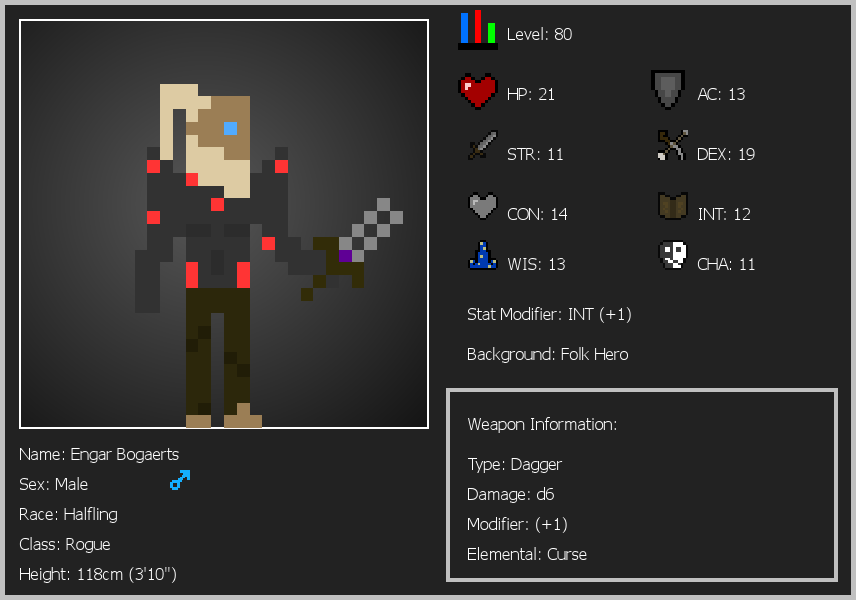 Level: 80
HP: 21
AC: 13
STR: 11
DEX: 19
CON: 14
INT: 12
WIS: 13
CHA: 11
Stat Modifier: INT (+1)
Background: Folk Hero
Weapon Information:
Type: Dagger
Damage: d6
Modifier: (+1)
Elemental: Curse
Name: Engar Bogaerts
Sex: Male
Race: Halfling
Class: Rogue
Height: 118cm (3'10")